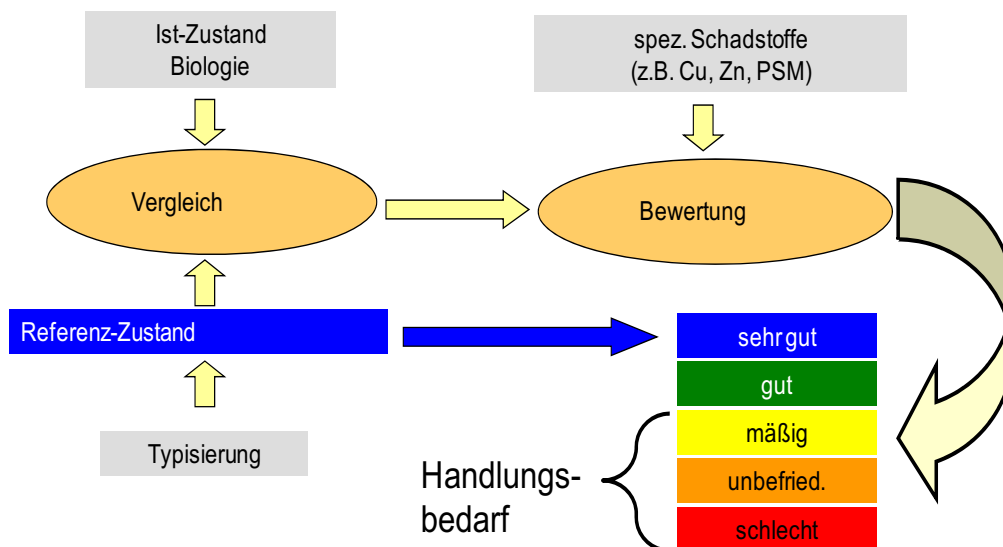 Ist-Zustand
Biologie
spez. Schadstoffe
(z.B. Cu, Zn, PSM)
Vergleich
Bewertung
Referenz-Zustand
sehr gut
gut
mäßig
Typisierung
Handlungs-
bedarf
unbefried.
schlecht